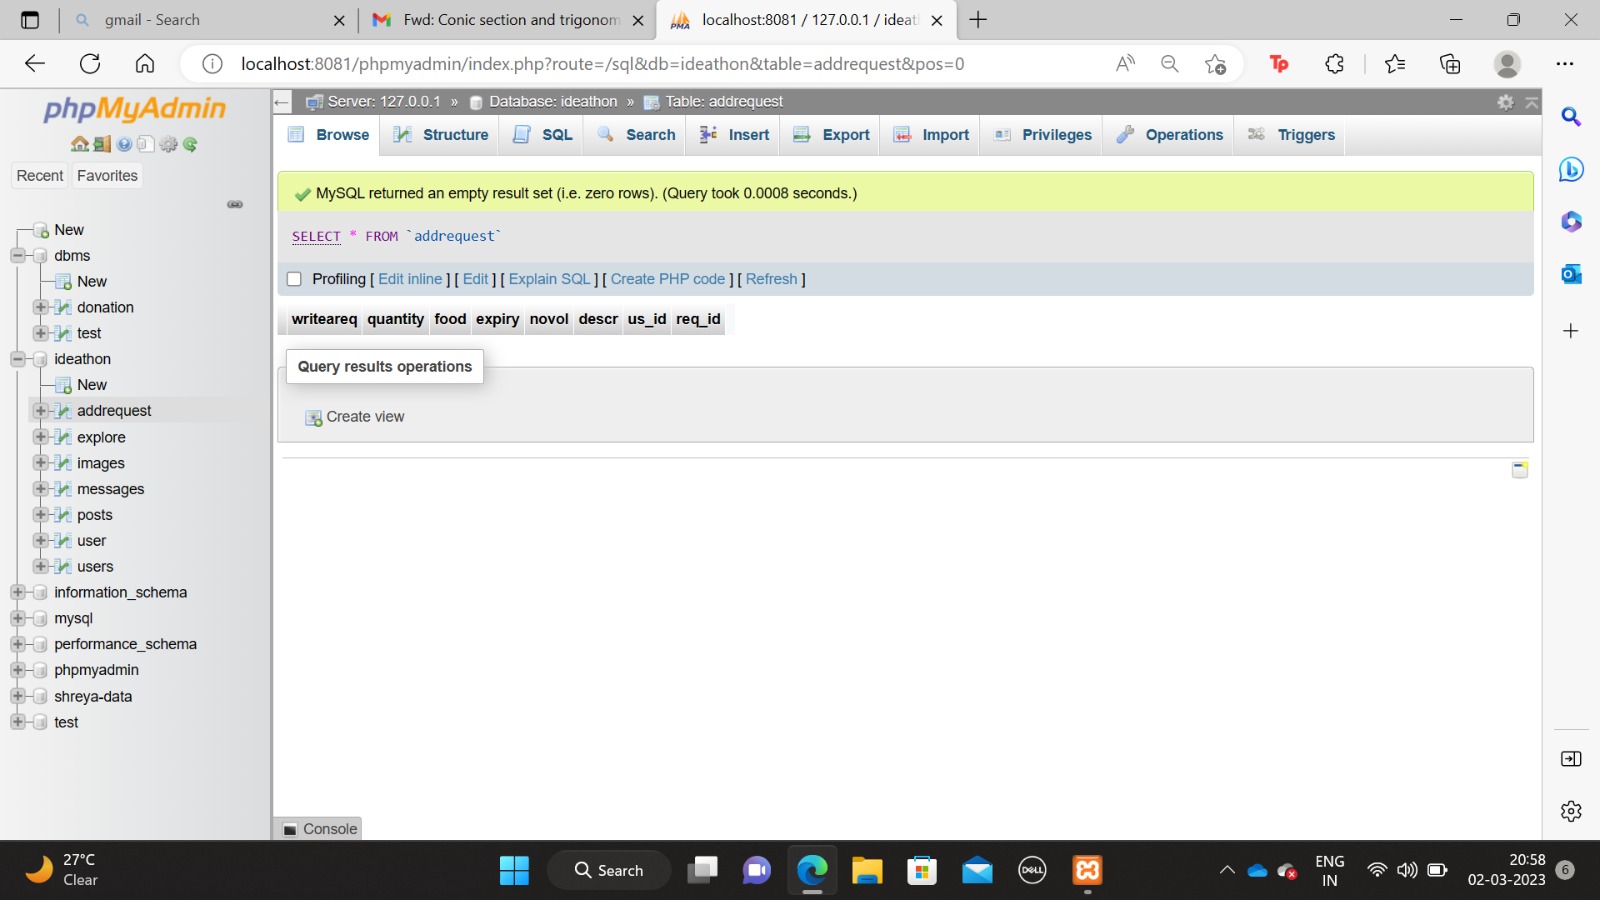 gmail - Search
Fwd: Conic section and trigonom
localhost:8081 / 127.0.0.1 / ideat
localhost:8081/phpmyadmin/index.php?route=/sql&db=ideathon&table=addrequest&pos=0
phpMyAdmin
Recent Favorites
New
dbms
New
donation
test
ideathon
New
addrequest
explore
images
messages
posts
user
users
information_schema
mysql
performance_schema
phpmyadmin
shreya-data
test
Server: 127.0.0.1 » Database: ideathon » Table: addrequest
Browse Structure SQL Search Insert Export Import Privileges Operations Triggers
MySQL returned an empty result set (i.e. zero rows). (Query took 0.0008 seconds.)
SELECT * FROM `addrequest`
Profiling [ Edit inline ] [ Edit ] [ Explain SQL ] [ Create PHP code ] [ Refresh ]
writeareq quantity food expiry novol descr us_id req_id
Query results operations
Create view
Console
27°C
Clear
Search
DELL
ENG
IN
20:58
02-03-2023
6